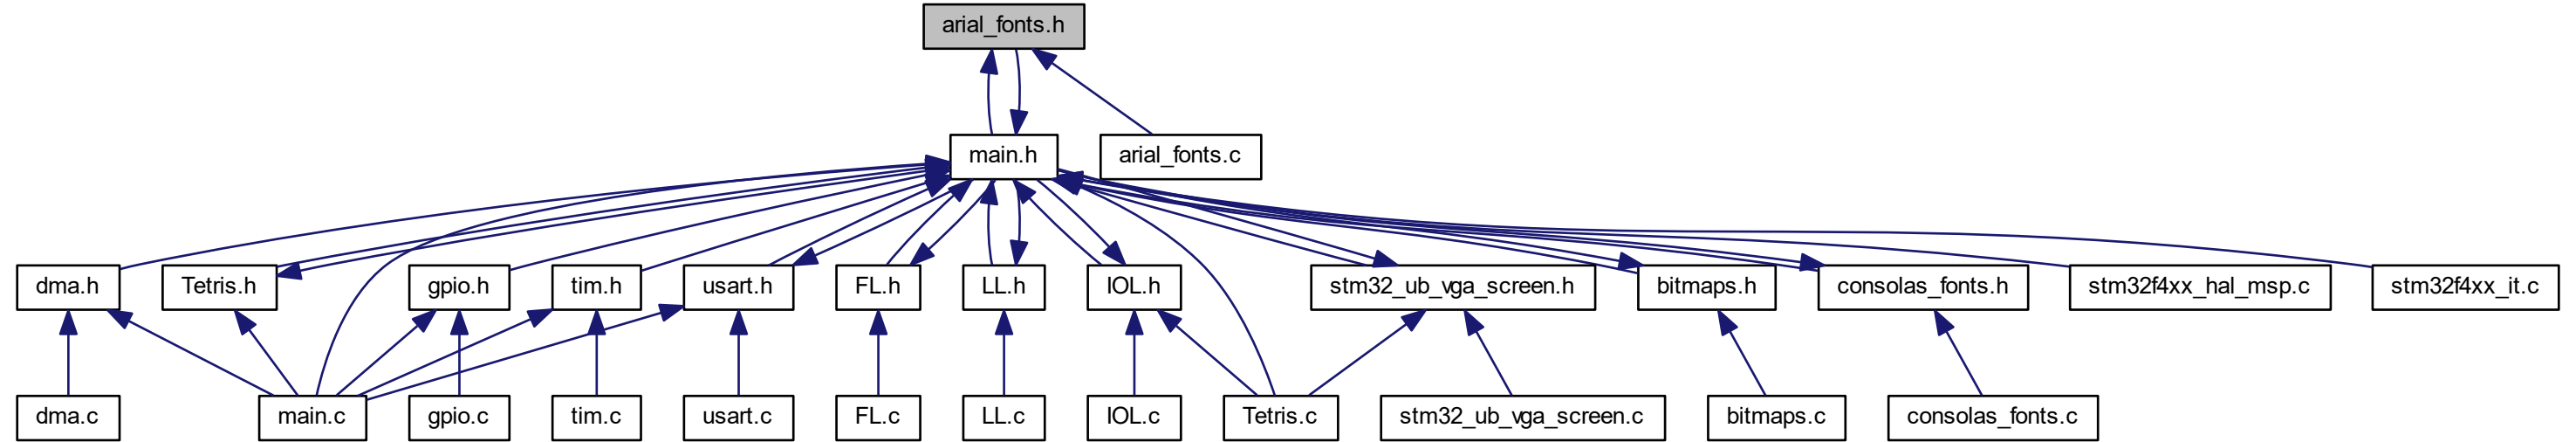 arial_fonts.h
main.h
arial_fonts.c
dma.h
Tetris.h
gpio.h
tim.h
usart.h
FL.h
LL.h
IOL.h
stm32_ub_vga_screen.h
bitmaps.h
consolas_fonts.h
stm32f4xx_hal_msp.c
stm32f4xx_it.c
dma.c
main.c
gpio.c
tim.c
usart.c
FL.c
LL.c
IOL.c
Tetris.c
stm32_ub_vga_screen.c
bitmaps.c
consolas_fonts.c